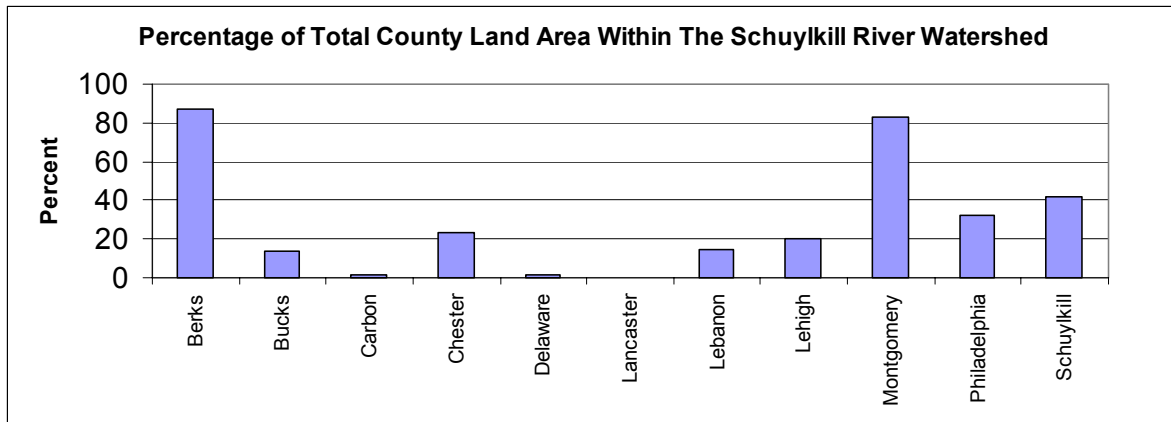 Percentage of Total County Land Area Within The Schuylkill River Watershed
Percent
100
80
60
40
20
0
Berks
Bucks
Carbon
Chester
Delaware
Lancaster
Lebanon
Lehigh
Montgomery
Philadelphia
Schuylkill